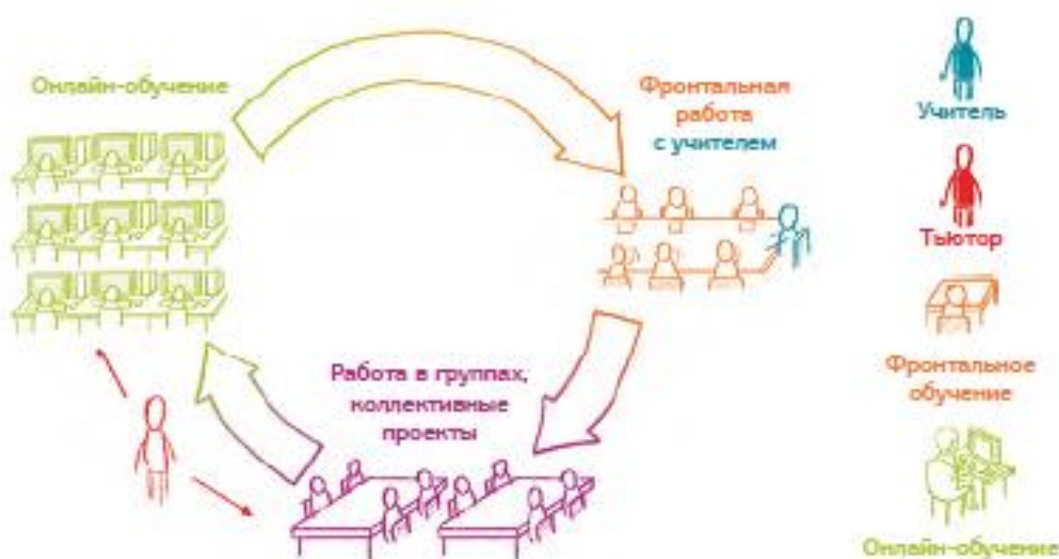 Онлайн-обучение
Фронтальная
работа
с учителем
Работа в группах,
коллективные
проекты
Учитель
Тьютор
Фронтальное
обучение
Онлайн-обучение